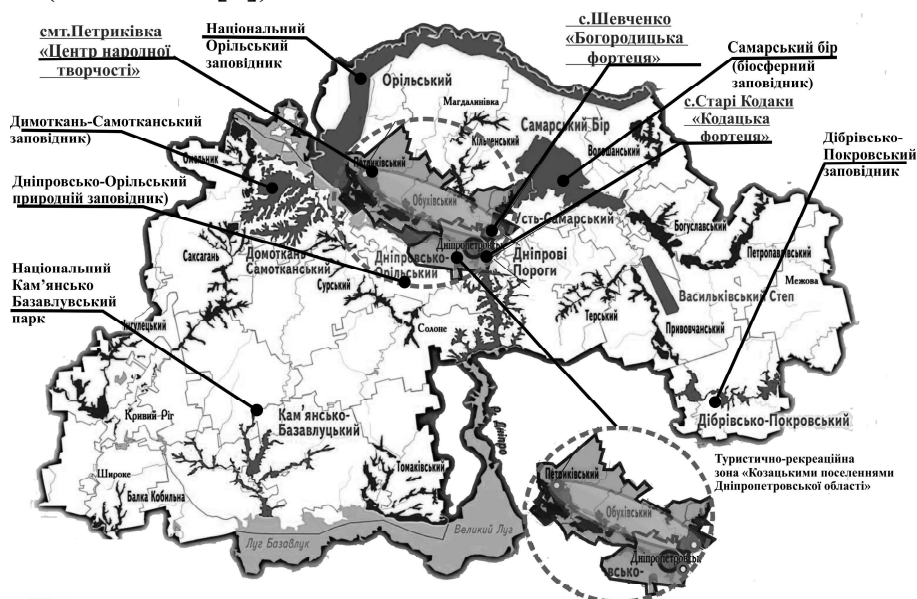 смт.Петриківка
«Центр народної
творчості»
Національний
Орільський
заповідник
с.Шевченко
«Богородицька
фортеця»
Самарський бір
(біосферний
заповідник)
с.Старі Кодаки
«Кодацька
фортеця»
Дібрівсько-
Покровський
заповідник
Димоткань-Самотканський
заповідник)
Дніпровсько-Орільський
природній заповідник)
Національний
Кам’янсько
Базавлувський
парк
Орільський
Магдалинівка
Кільченський
Самарський Бір
Петриківський
Обухівський
Усть-Самарський
Богуславський
Петропавлівський
Межова
Саксагань
Домоткань
Самотканський
Дніпровсько-
Орільський
Дніпрові
Пороги
Сурський
Солоне
Терський
Васильківський Степ
Привовчанський
Кривий Ріг
Кам’янсько-
Базавлуцький
Дібрівсько-Покровський
Широке
Балка Кобильна
Томаківський
р. Дніпро
Луг Базавлук
Великий Луг
Туристично-рекреаційна
зона «Козацькими поселеннями
Дніпропетровської області»
Петриківський
Обухівський
Дніпропетровськ
всько-